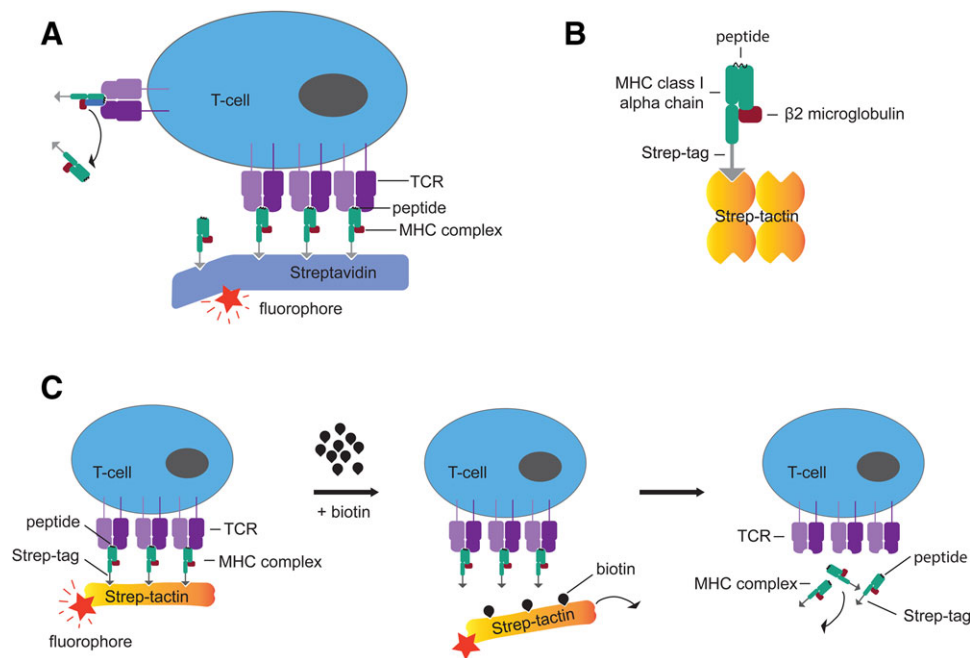 A
T-cell
TCR
peptide
MHC complex
Streptavidin
fluorophore
B
peptide
MHC class I
alpha chain
β2 microglobulin
Strep-tag
Strep-tactin
C
T-cell
peptide
TCR
Strep-tag
MHC complex
Strep-tactin
fluorophore
+ biotin
T-cell
biotin
Strep-tactin
T-cell
TCR
peptide
MHC complex
Strep-tag